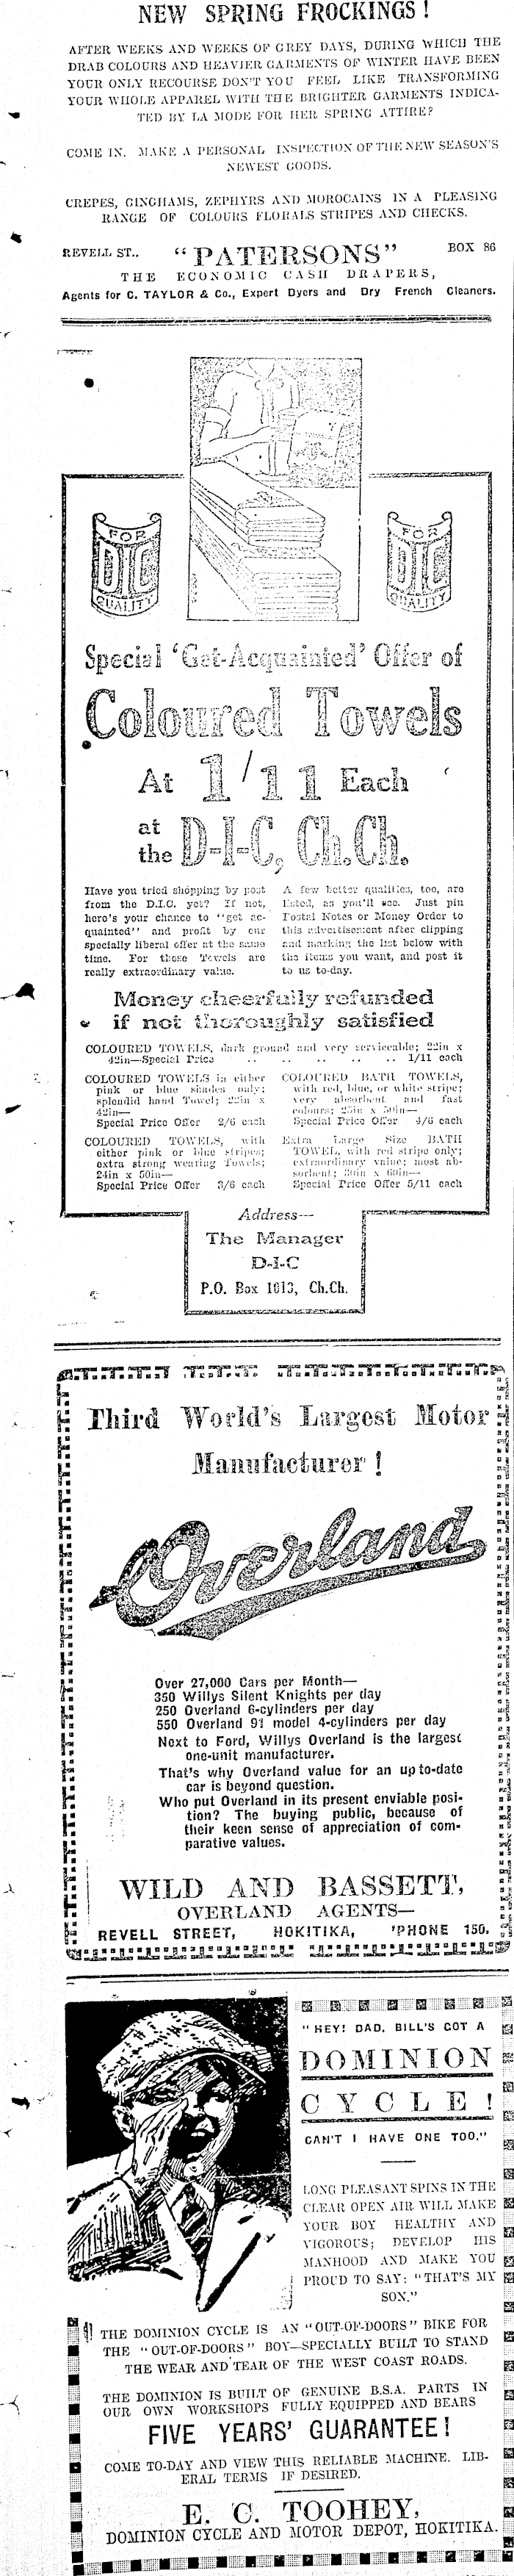 NEW SPRING FROCKINGS !
AFTER WEEKS AND WEEKS OF GREY DAYS, DURING WHICH THE
DRAB COLOURS AND HEAVIER GARMENTS OF WINTER HAVE BEEN
YOUR ONLY RECOURSE DON'T YOU FEEL LIKE TRANSFORMING
YOUR WHOLE APPAREL WITH THE BRIGHTER GARMENTS INDICA-
TED BY LA MODE FOR HER SPRING ATTIRE?
COME IN. MAKE A PERSONAL INSPECTION OF THE NEW SEASON'S
NEWEST GOODS.
CREPES, GINGHAMS, ZEPHYRS AND MOROCAINS IN A PLEASING
RANGE OF COLOURS FLORALS STRIPES AND CHECKS.
REVELL ST.. "PATERSONS" BOX 86
THE ECONOMIC CASH DRAPERS,
Agents for C. TAYLOR & Co., Expert Dyers and Dry French Cleaners.
FOR
DIC
QUALITY
FOR
DIC
QUALITY
Special 'Get-Acquainted' Offer of
Coloured Towels
At 1/11 Each
at
the D-I-C, Ch.Ch.
Have you tried shopping by post
from the D.I.C. yet? If not,
here's your chance to "get ac-
quainted" and profit by our
specially liberal offer at the same
time. For these Towels are
really extraordinary value.
A few better qualities, too, are
listed, as you'll see. Just pin
Postal Notes or Money Order to
this advertisement after clipping
and marking the list below with
the items you want, and post it
to us to-day.
Money cheerfully refunded
if not thoroughly satisfied
COLOURED TOWELS, dark ground and very serviceable; 22in x
42in—Special Price .. .. .. .. .. 1/11 each
COLOURED TOWELS in either
pink or blue shades only;
splendid hand Towel; 22in x
42in—
Special Price Offer 2/6 each
COLOURED TOWELS, with
either pink or blue stripes;
extra strong wearing Towels;
24in x 50in—
Special Price Offer 3/6 each
COLOURED BATH TOWELS,
with red, blue, or white stripe;
very absorbent and fast
colours; 25in x 50in—
Special Price Offer 4/6 each
Extra Large Size BATH
TOWEL, with red stripe only;
extraordinary value; most ab-
sorbent; 30in x 60in—
Special Price Offer 5/11 each
Address—
The Manager
D-I-C
P.O. Box 1013, Ch.Ch.
Third World's Largest Motor
Manufacturer !
Overland
Over 27,000 Cars per Month—
350 Willys Silent Knights per day
250 Overland 6-cylinders per day
550 Overland 91 model 4-cylinders per day
Next to Ford, Willys Overland is the largest
one-unit manufacturer.
That's why Overland value for an up to-date
car is beyond question.
Who put Overland in its present enviable posi-
tion? The buying public, because of
their keen sense of appreciation of com-
parative values.
WILD AND BASSETT,
OVERLAND AGENTS—
REVELL STREET, HOKITIKA, 'PHONE 150.
"HEY! DAD, BILL'S GOT A
DOMINION
CYCLE!
CAN'T I HAVE ONE TOO."
LONG PLEASANT SPINS IN THE
CLEAR OPEN AIR WILL MAKE
YOUR BOY HEALTHY AND
VIGOROUS; DEVELOP HIS
MANHOOD AND MAKE YOU
PROUD TO SAY: "THAT'S MY
SON."
THE DOMINION CYCLE IS AN "OUT-OF-DOORS" BIKE FOR
THE "OUT-OF-DOORS" BOY—SPECIALLY BUILT TO STAND
THE WEAR AND TEAR OF THE WEST COAST ROADS.
THE DOMINION IS BUILT OF GENUINE B.S.A. PARTS IN
OUR OWN WORKSHOPS FULLY EQUIPPED AND BEARS
FIVE YEARS' GUARANTEE!
COME TO-DAY AND VIEW THIS RELIABLE MACHINE. LIB-
ERAL TERMS IF DESIRED.
E. C. TOOHEY,
DOMINION CYCLE AND MOTOR DEPOT, HOKITIKA.